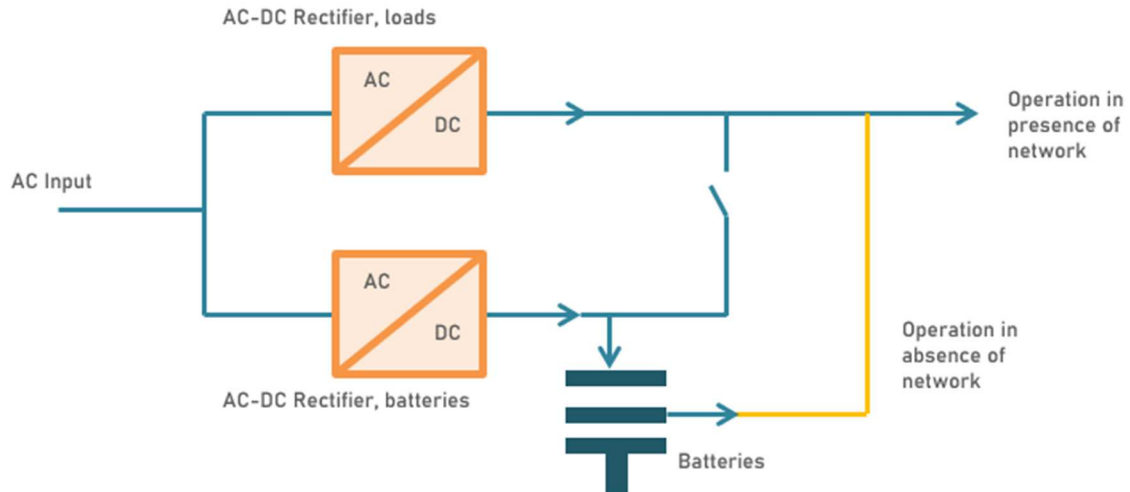 AC-DC Rectifier, loads
AC
DC
Operation in
presence of
network
AC Input
AC
DC
Operation in
absence of
network
AC-DC Rectifier, batteries
Batteries